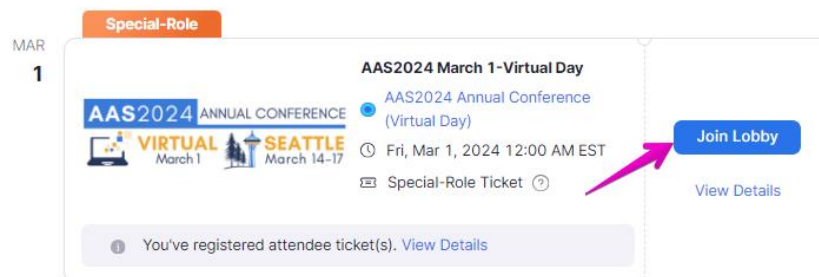 Special-Role
MAR
1
AAS2024 March 1-Virtual Day
AAS2024 ANNUAL CONFERENCE
VIRTUAL
March 1
SEATTLE
March 14-17
AAS2024 Annual Conference
(Virtual Day)
Fri, Mar 1, 2024 12:00 AM EST
Special-Role Ticket ?
Join Lobby
View Details
You've registered attendee ticket(s). View Details